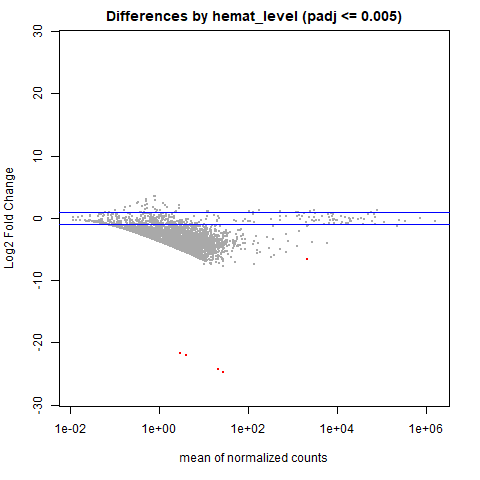 Differences by hemat_level (padj <= 0.005)
30
20
10
0
-10
-20
-30
Log2 Fold Change
1e-02 1e+00 1e+02 1e+04 1e+06
mean of normalized counts